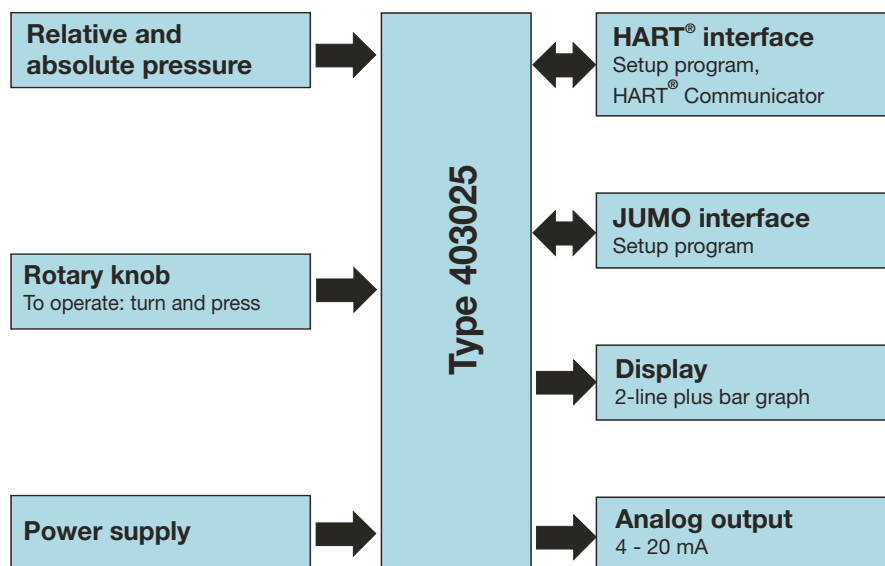 Relative and
absolute pressure
Rotary knob
To operate: turn and press
Power supply
Type 403025
HART® interface
Setup program,
HART® Communicator
JUMO interface
Setup program
Display
2-line plus bar graph
Analog output
4 - 20 mA